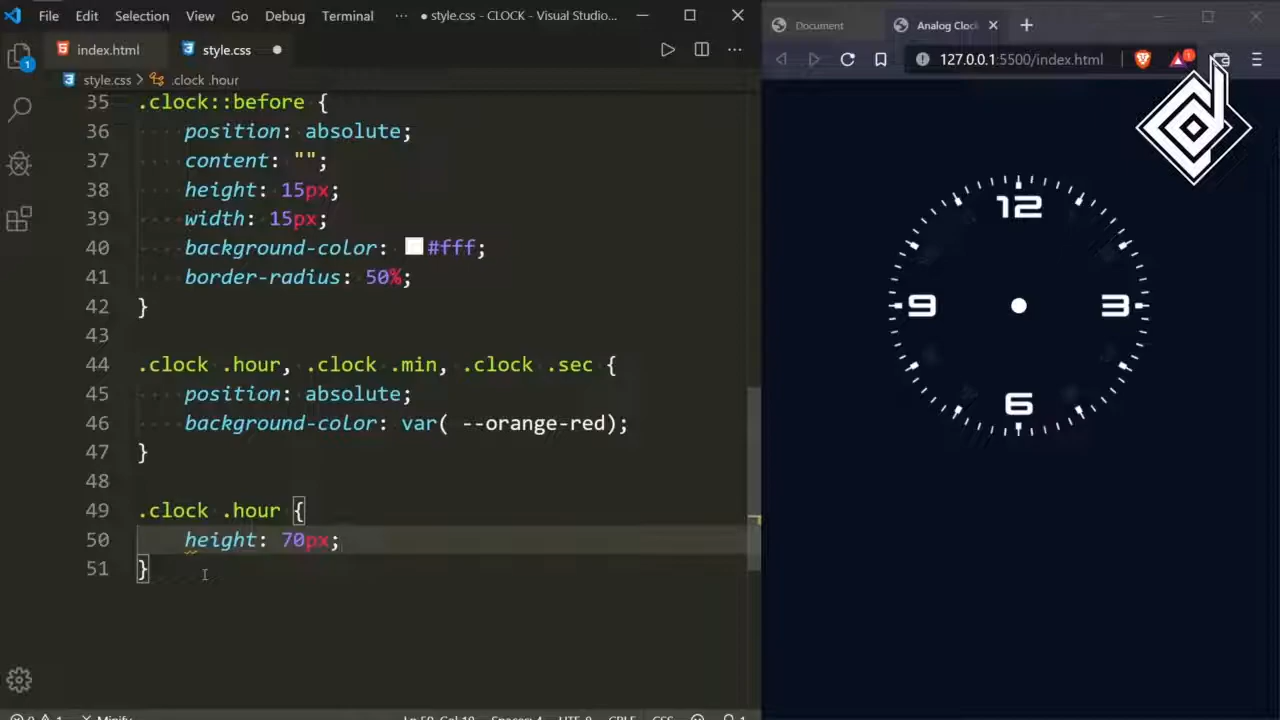 File Edit Selection View Go Debug Terminal ··· ● style.css - CLOCK - Visual Studio...
index.html style.css
style.css > .clock .hour
35 .clock::before {
36 position: absolute;
37 content: "";
38 height: 15px;
39 width: 15px;
40 background-color: #fff;
41 border-radius: 50%;
42 }
43
44 .clock .hour, .clock .min, .clock .sec {
45 position: absolute;
46 background-color: var( --orange-red);
47 }
48
49 .clock .hour {
50 height: 70px;
51 }
Document Analog Cloc
127.0.0.1:5500/index.html
1
1
12
9 3
6